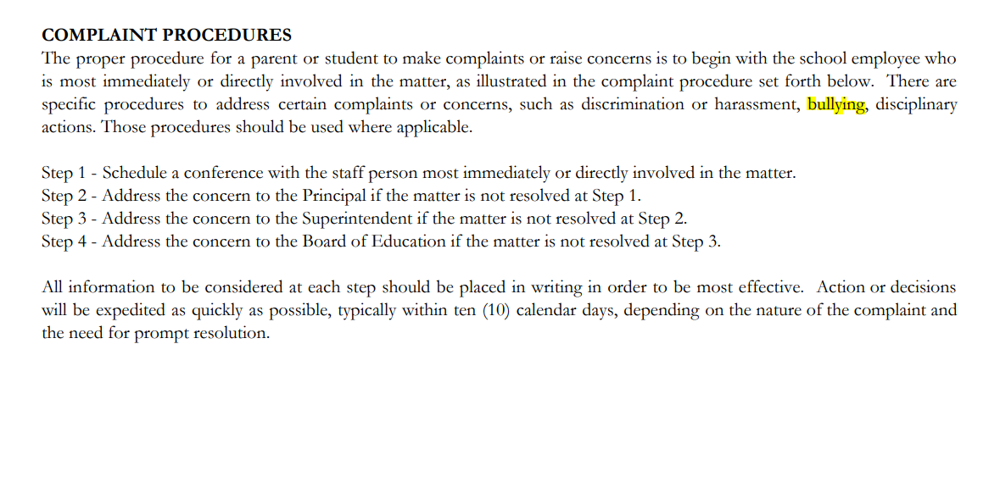 COMPLAINT PROCEDURES
The proper procedure for a parent or student to make complaints or raise concerns is to begin with the school employee who
is most immediately or directly involved in the matter, as illustrated in the complaint procedure set forth below.  There are
specific procedures to address certain complaints or concerns, such as discrimination or harassment, bullying, disciplinary
actions. Those procedures should be used where applicable.
Step 1 - Schedule a conference with the staff person most immediately or directly involved in the matter.
Step 2 - Address the concern to the Principal if the matter is not resolved at Step 1.
Step 3 - Address the concern to the Superintendent if the matter is not resolved at Step 2.
Step 4 - Address the concern to the Board of Education if the matter is not resolved at Step 3.
All information to be considered at each step should be placed in writing in order to be most effective.  Action or decisions
will be expedited as quickly as possible, typically within ten (10) calendar days, depending on the nature of the complaint and
the need for prompt resolution.